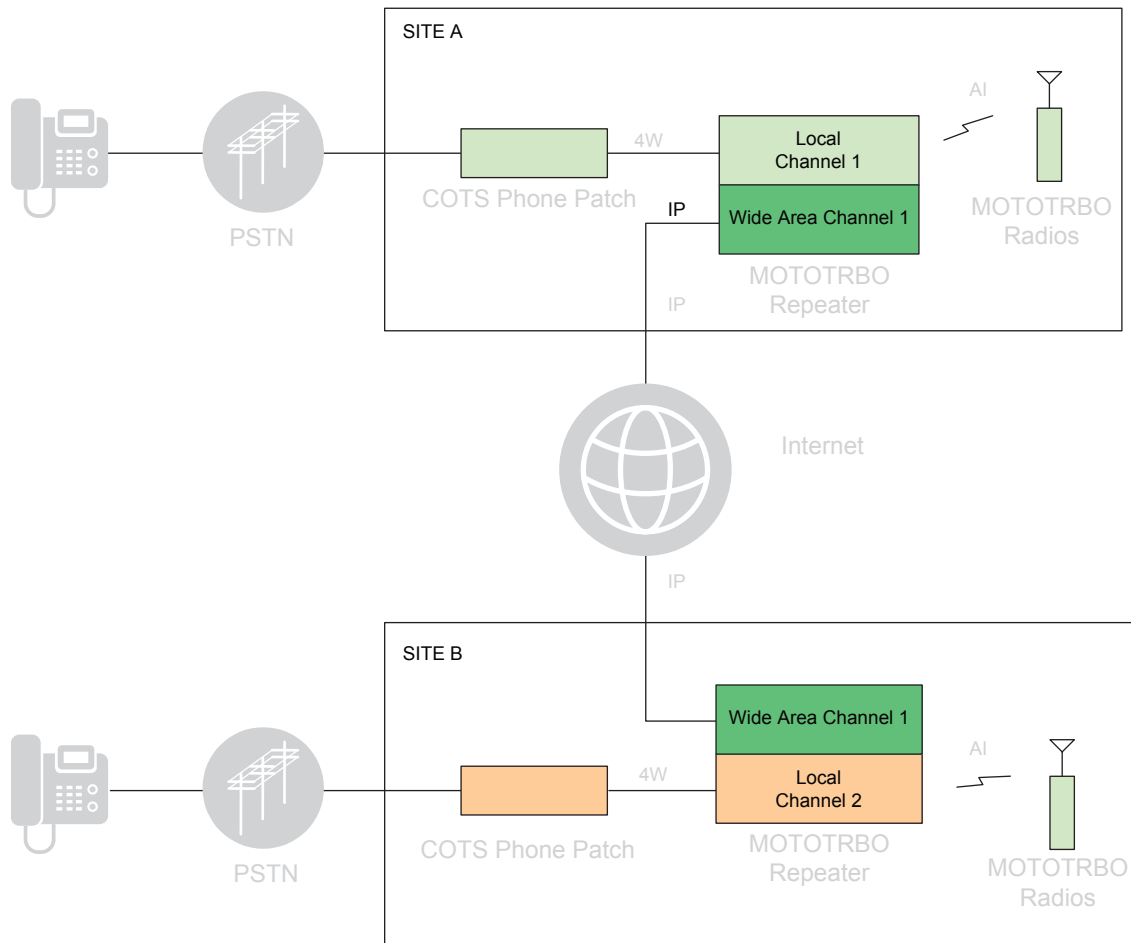 SITE A
AI
4W
Local
Channel 1
COTS Phone Patch
IP
Wide Area Channel 1
MOTOTRBO
Radios
PSTN
MOTOTRBO
Repeater
IP
Internet
IP
SITE B
Wide Area Channel 1
AI
4W
Local
Channel 2
COTS Phone Patch
MOTOTRBO
Repeater
PSTN
MOTOTRBO
Radios